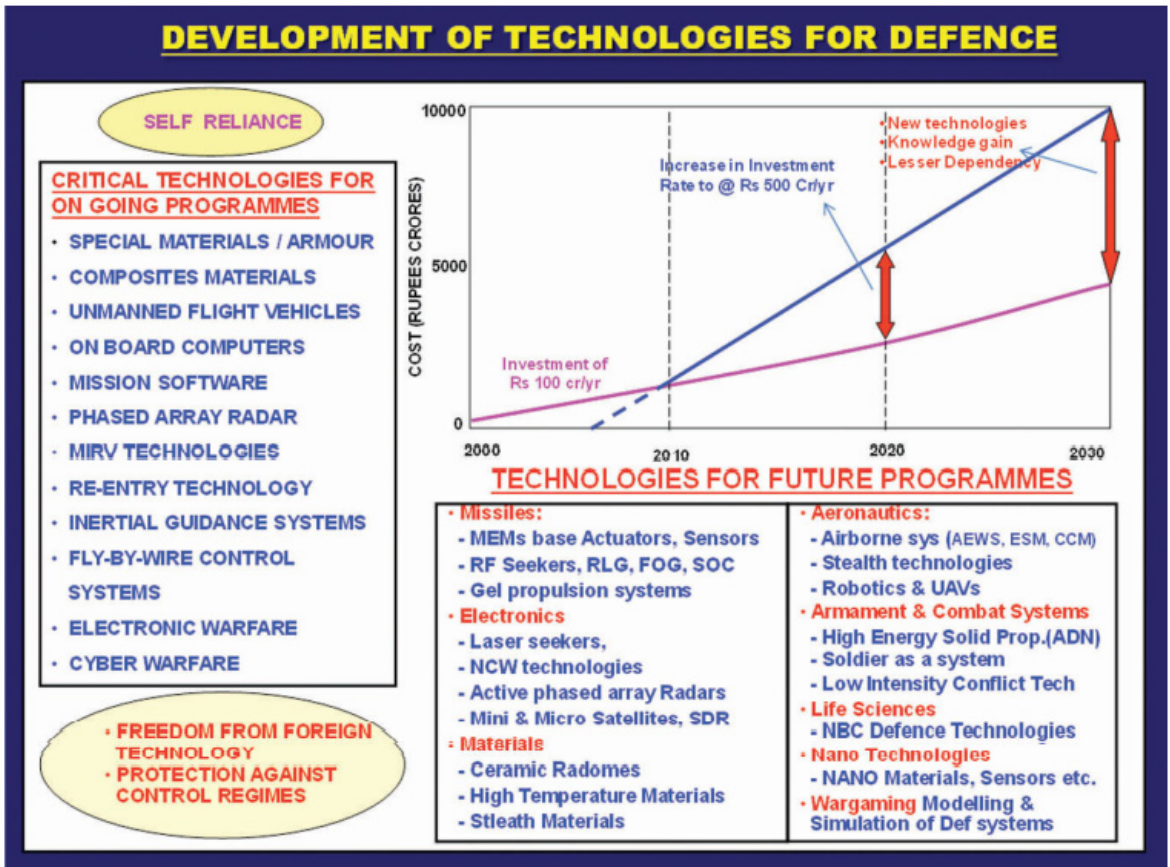 DEVELOPMENT OF TECHNOLOGIES FOR DEFENCE
SELF RELIANCE
CRITICAL TECHNOLOGIES FOR
ON GOING PROGRAMMES
· SPECIAL MATERIALS / ARMOUR
· COMPOSITES MATERIALS
· UNMANNED FLIGHT VEHICLES
· ON BOARD COMPUTERS
· MISSION SOFTWARE
· PHASED ARRAY RADAR
· MIRV TECHNOLOGIES
· RE-ENTRY TECHNOLOGY
· INERTIAL GUIDANCE SYSTEMS
· FLY-BY-WIRE CONTROL
SYSTEMS
· ELECTRONIC WARFARE
· CYBER WARFARE
• FREEDOM FROM FOREIGN
TECHNOLOGY
• PROTECTION AGAINST
CONTROL REGIMES
COST (RUPEES CRORES)
10000
5000
0
2000
2010
2020
2030
Investment of
Rs 100 cr/yr
Increase in Investment
Rate to @ Rs 500 Cr/yr
•New technologies
•Knowledge gain
•Lesser Dependency
TECHNOLOGIES FOR FUTURE PROGRAMMES
· Missiles:
- MEMs base Actuators, Sensors
- RF Seekers, RLG, FOG, SOC
- Gel propulsion systems
· Electronics
- Laser seekers,
- NCW technologies
- Active phased array Radars
- Mini & Micro Satellites, SDR
· Materials
- Ceramic Radomes
- High Temperature Materials
- Stleath Materials
· Aeronautics:
- Airborne sys (AEWS, ESM, CCM)
- Stealth technologies
- Robotics & UAVs
· Armament & Combat Systems
- High Energy Solid Prop.(ADN)
- Soldier as a system
- Low Intensity Conflict Tech
· Life Sciences
- NBC Defence Technologies
· Nano Technologies
- NANO Materials, Sensors etc.
· Wargaming Modelling &
Simulation of Def systems